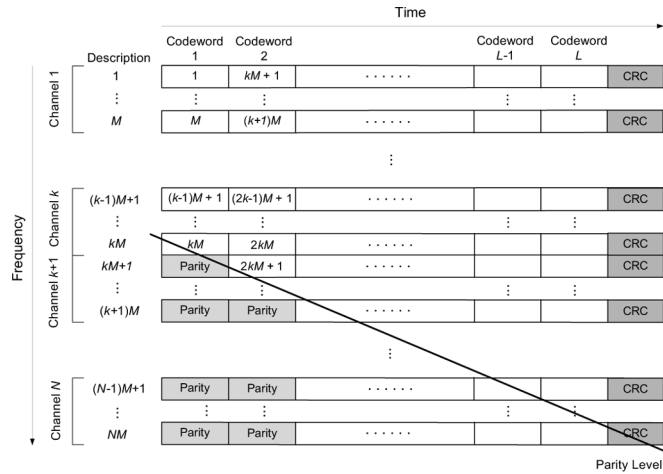 Time
Description
Codeword 1
Codeword 2
Codeword L-1
Codeword L
Frequency
Channel 1
1
1
kM + 1
· · · · · ·
CRC
⋮ ⋮ ⋮ ⋮ ⋮
M
M
(k+1)M
· · · · · ·
CRC
⋮
Channel k
(k-1)M+1
(k-1)M + 1
(2k-1)M + 1
· · · · · ·
CRC
⋮ ⋮ ⋮ ⋮ ⋮
kM
kM
2kM
CRC
Channel k+1
kM+1
Parity
2kM + 1
CRC
⋮ ⋮ ⋮ ⋮ ⋮
(k+1)M
Parity
Parity
· · · · · ·
CRC
⋮
Channel N
(N-1)M+1
Parity
Parity
· · · · · ·
CRC
⋮ ⋮ ⋮ ⋮ ⋮
NM
Parity
Parity
· · · · · ·
CRC
Parity Level